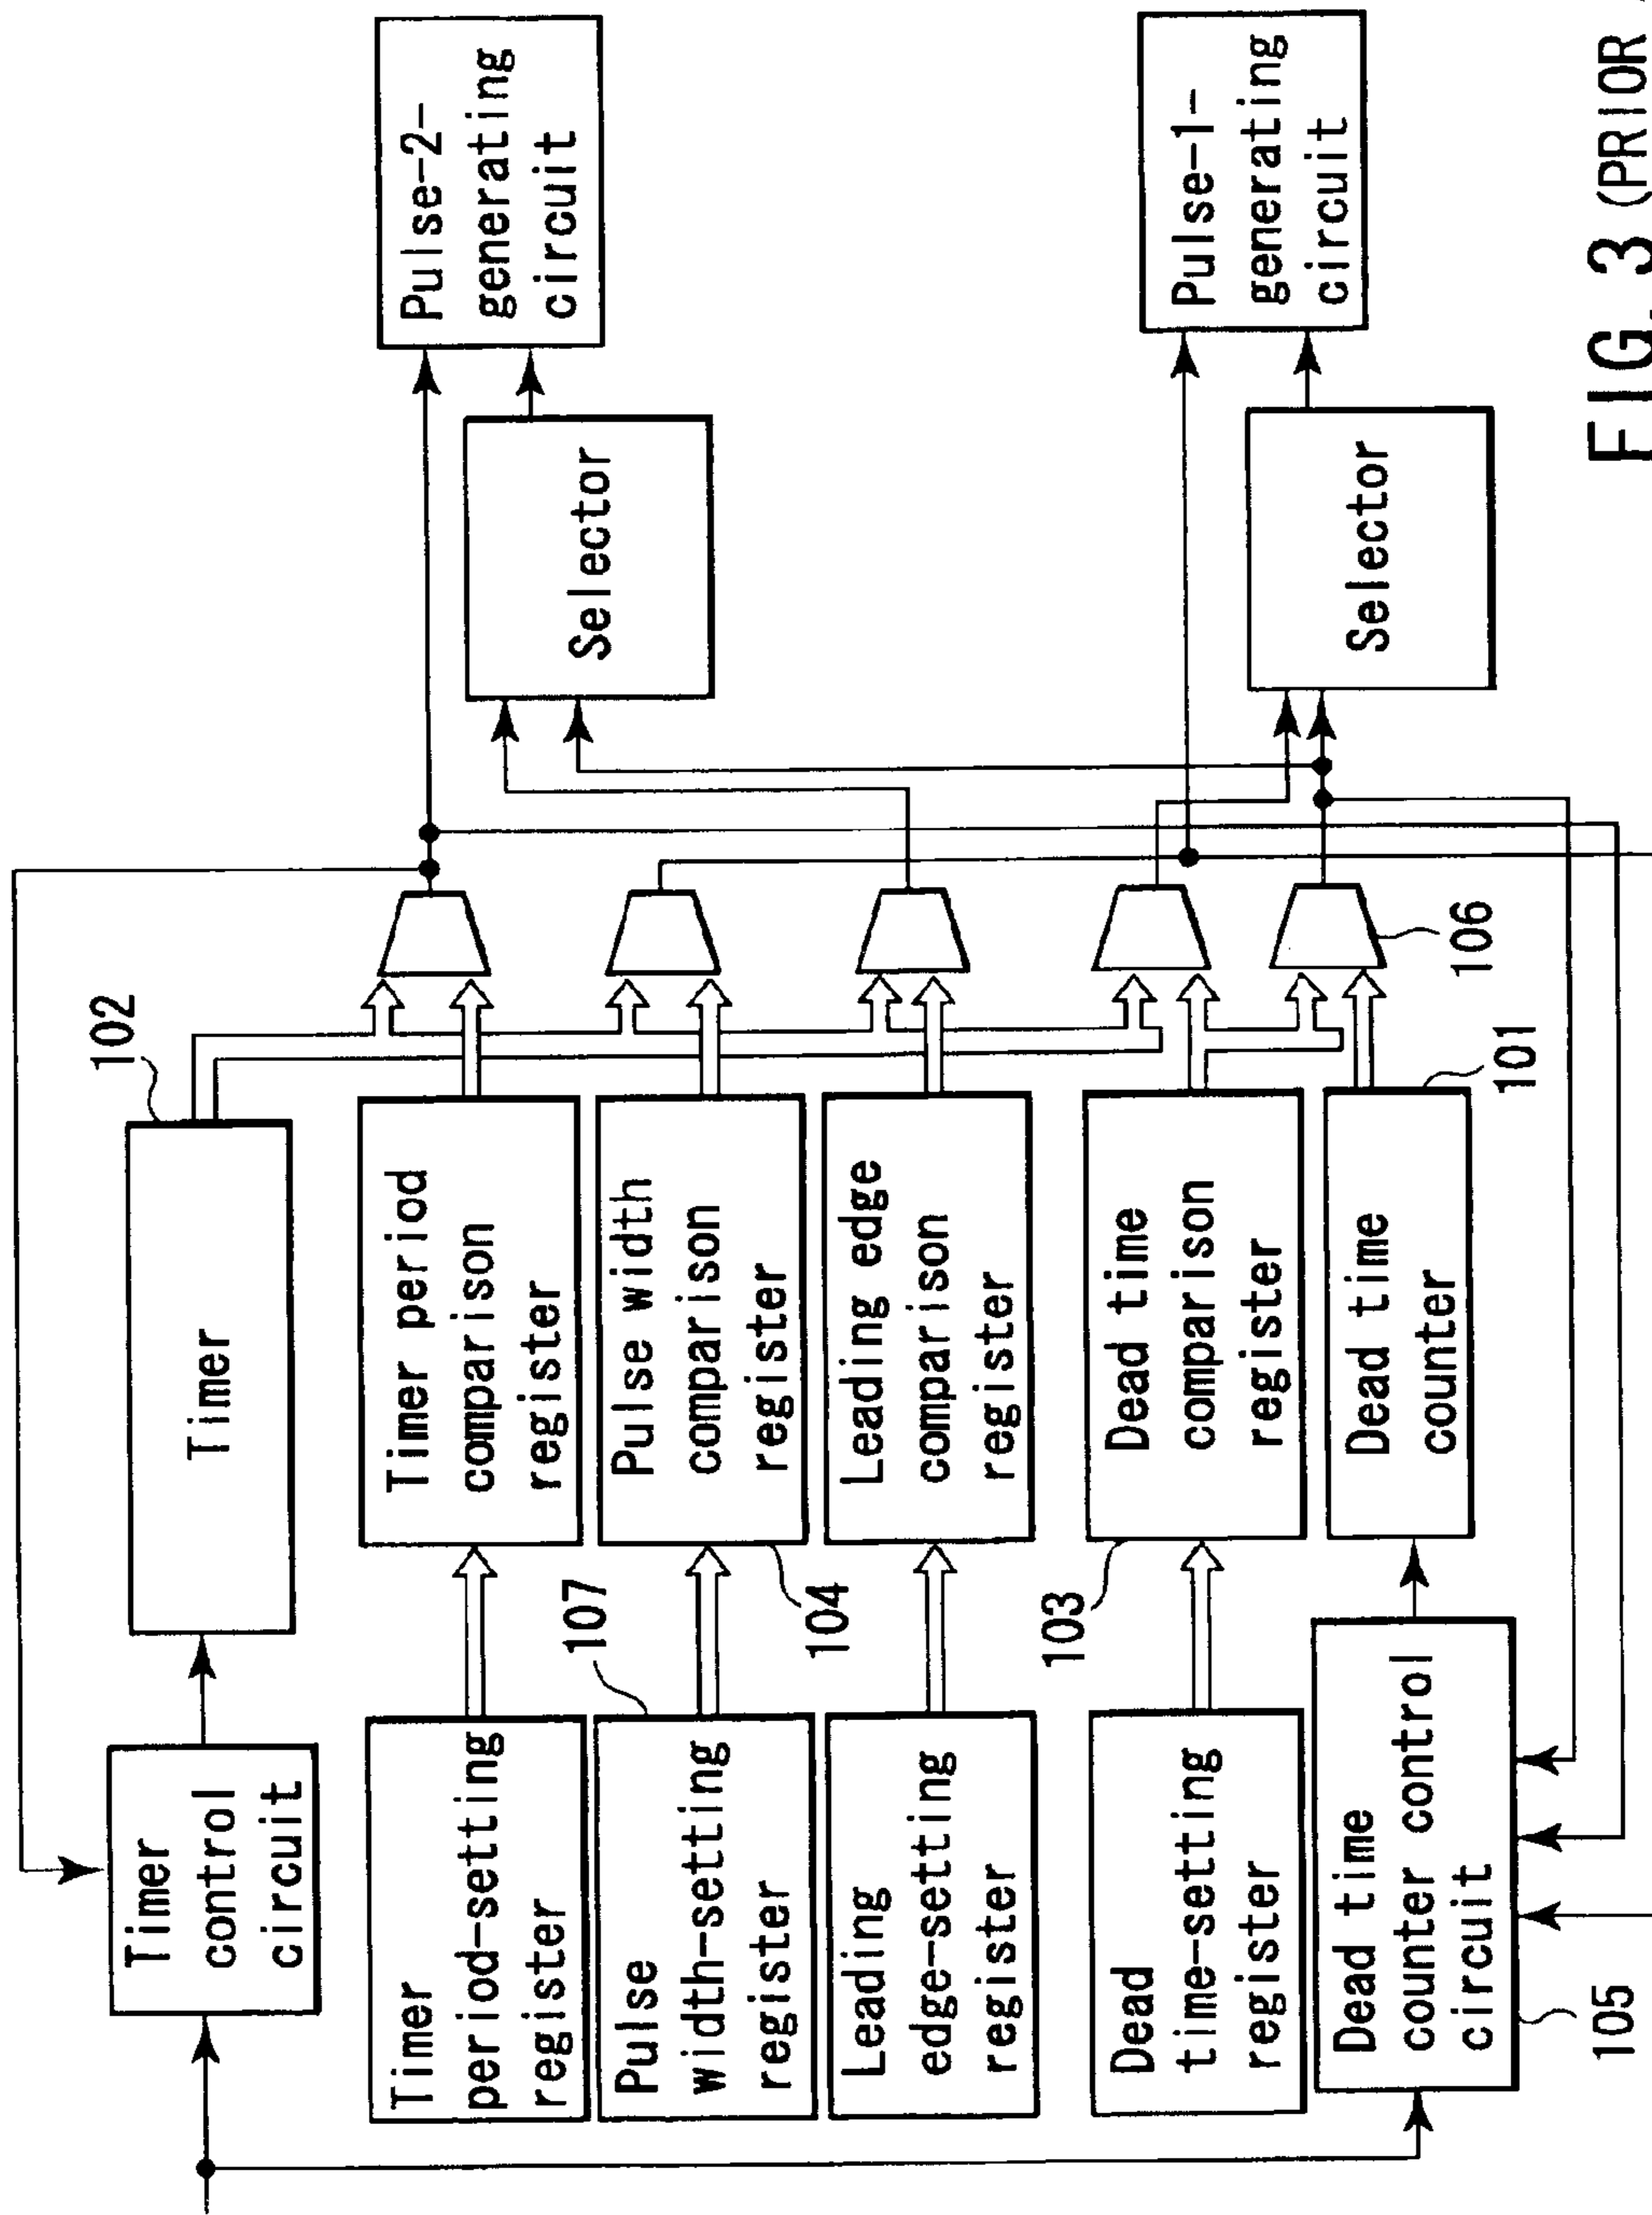 Timer
control
circuit
Timer
102
Timer
period-setting
register
Timer period
comparison
register
Pulse-2-
generating
circuit
Pulse
width-setting
register
107
Pulse width
comparison
register
104
Selector
Leading
edge-setting
register
Leading edge
comparison
register
Dead
time-setting
register
103
Dead time
comparison
register
Pulse-1-
generating
circuit
Dead time
counter control
circuit
105
Dead time
counter
101
106
Selector
FIG. 3 (PRIOR